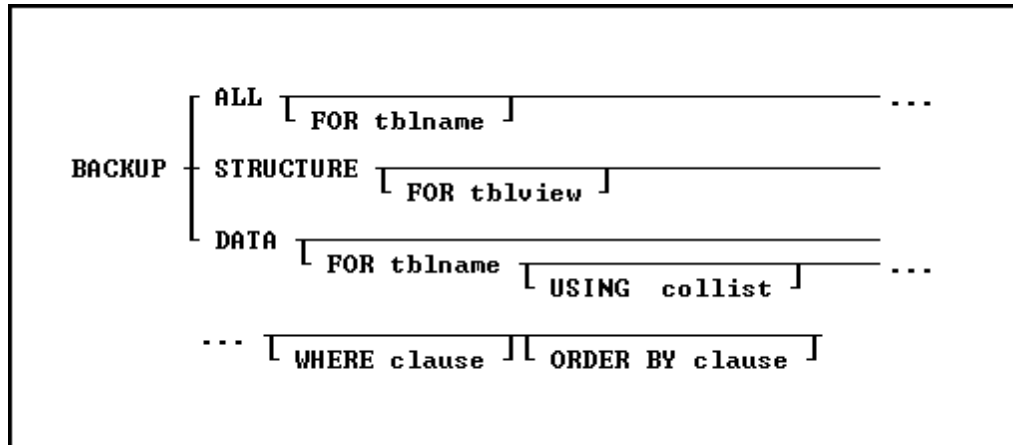 ALL ...
FOR tblname
BACKUP STRUCTURE
FOR tblview
DATA
FOR tblname ...
USING collist
... WHERE clause ORDER BY clause